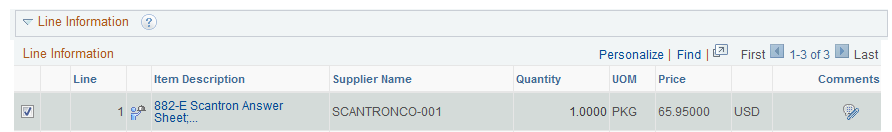 Line Information
Line Information Personalize | Find | First 1-3 of 3 Last
Line Item Description Supplier Name Quantity UOM Price Comments
1 882-E Scantron Answer Sheet;... SCANTRONCO-001 1.0000 PKG 65.95000 USD